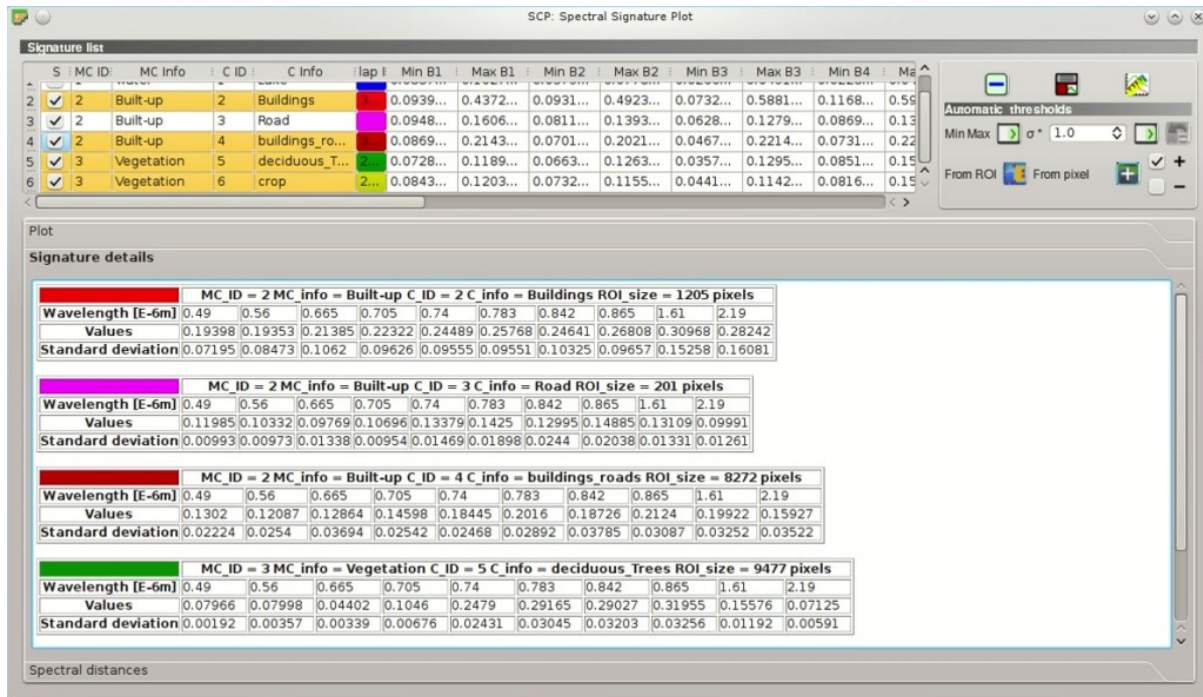 SCP: Spectral Signature Plot
Signature list
S MC ID MC Info C ID C Info lap Min B1 Max B1 Min B2 Max B2 Min B3 Max B3 Min B4 Ma
2 2 Built-up 2 Buildings 3... 0.0939... 0.4372... 0.0931... 0.4923... 0.0732... 0.5881... 0.1168... 0.59
3 2 Built-up 3 Road 0.0948... 0.1606... 0.0811... 0.1393... 0.0628... 0.1279... 0.0869... 0.13
4 2 Built-up 4 buildings_ro... 3... 0.0869... 0.2143... 0.0701... 0.2021... 0.0467... 0.2214... 0.0731... 0.22
5 3 Vegetation 5 deciduous_T... 2... 0.0728... 0.1189... 0.0663... 0.1263... 0.0357... 0.1295... 0.0851... 0.15
6 3 Vegetation 6 crop 2... 0.0843... 0.1203... 0.0732... 0.1155... 0.0441... 0.1142... 0.0816... 0.15
Automatic thresholds
Min Max σ * 1.0
From ROI From pixel + −
Plot
Signature details
MC_ID = 2 MC_info = Built-up C_ID = 2 C_info = Buildings ROI_size = 1205 pixels
Wavelength [E-6m] 0.49 0.56 0.665 0.705 0.74 0.783 0.842 0.865 1.61 2.19
Values 0.19398 0.19353 0.21385 0.22322 0.24489 0.25768 0.24641 0.26808 0.30968 0.28242
Standard deviation 0.07195 0.08473 0.1062 0.09626 0.09555 0.09551 0.10325 0.09657 0.15258 0.16081
MC_ID = 2 MC_info = Built-up C_ID = 3 C_info = Road ROI_size = 201 pixels
Wavelength [E-6m] 0.49 0.56 0.665 0.705 0.74 0.783 0.842 0.865 1.61 2.19
Values 0.11985 0.10332 0.09769 0.10696 0.13379 0.1425 0.12995 0.14885 0.13109 0.09991
Standard deviation 0.00993 0.00973 0.01338 0.00954 0.01469 0.01898 0.0244 0.02038 0.01331 0.01261
MC_ID = 2 MC_info = Built-up C_ID = 4 C_info = buildings_roads ROI_size = 8272 pixels
Wavelength [E-6m] 0.49 0.56 0.665 0.705 0.74 0.783 0.842 0.865 1.61 2.19
Values 0.1302 0.12087 0.12864 0.14598 0.18445 0.2016 0.18726 0.2124 0.19922 0.15927
Standard deviation 0.02224 0.0254 0.03694 0.02542 0.02468 0.02892 0.03785 0.03087 0.03252 0.03522
MC_ID = 3 MC_info = Vegetation C_ID = 5 C_info = deciduous_Trees ROI_size = 9477 pixels
Wavelength [E-6m] 0.49 0.56 0.665 0.705 0.74 0.783 0.842 0.865 1.61 2.19
Values 0.07966 0.07998 0.04402 0.1046 0.2479 0.29165 0.29027 0.31955 0.15576 0.07125
Standard deviation 0.00192 0.00357 0.00339 0.00676 0.02431 0.03045 0.03203 0.03256 0.01192 0.00591
Spectral distances